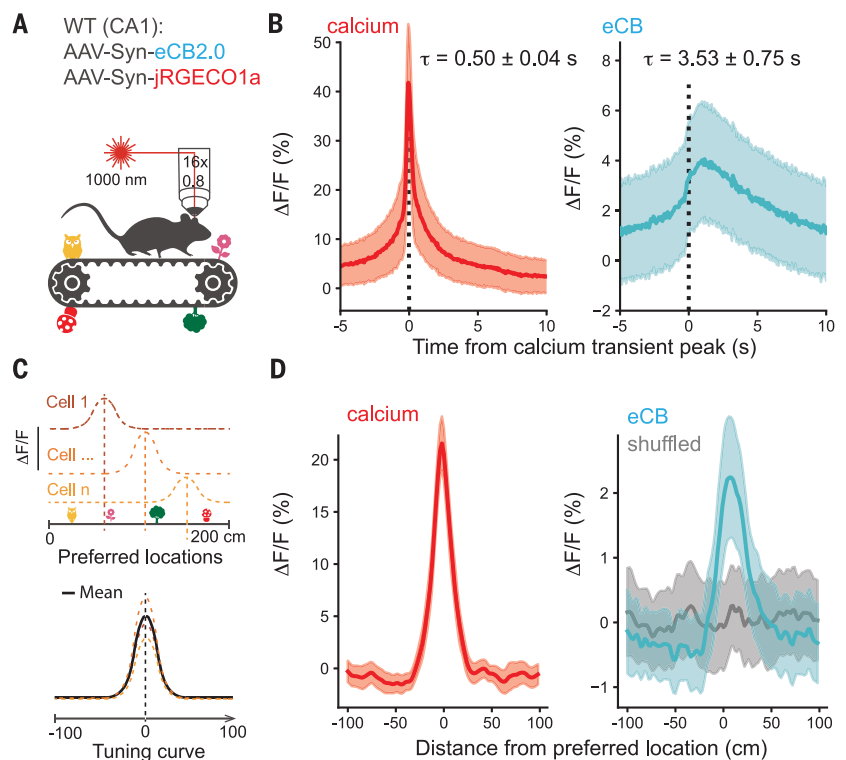 A
WT (CA1):
AAV-Syn-eCB2.0
AAV-Syn-jRGECO1a
1000 nm
16x
0.8
B
calcium
τ = 0.50 ± 0.04 s
ΔF/F (%)
50
40
30
20
10
0
-5 0 5 10
eCB
τ = 3.53 ± 0.75 s
ΔF/F (%)
8
6
4
2
0
−2
-5 0 5 10
Time from calcium transient peak (s)
C
Cell 1
Cell ...
Cell n
ΔF/F
0 200 cm
Preferred locations
Mean
-100 0 100
Tuning curve
D
calcium
ΔF/F (%)
20
15
10
5
0
-100 -50 0 50 100
eCB
shuffled
ΔF/F (%)
2
1
0
−1
-100 -50 0 50 100
Distance from preferred location (cm)